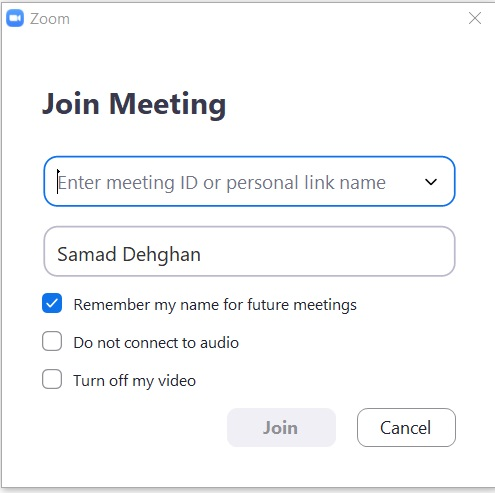 Zoom
Join Meeting
Enter meeting ID or personal link name
Samad Dehghan
Remember my name for future meetings
Do not connect to audio
Turn off my video
Join Cancel